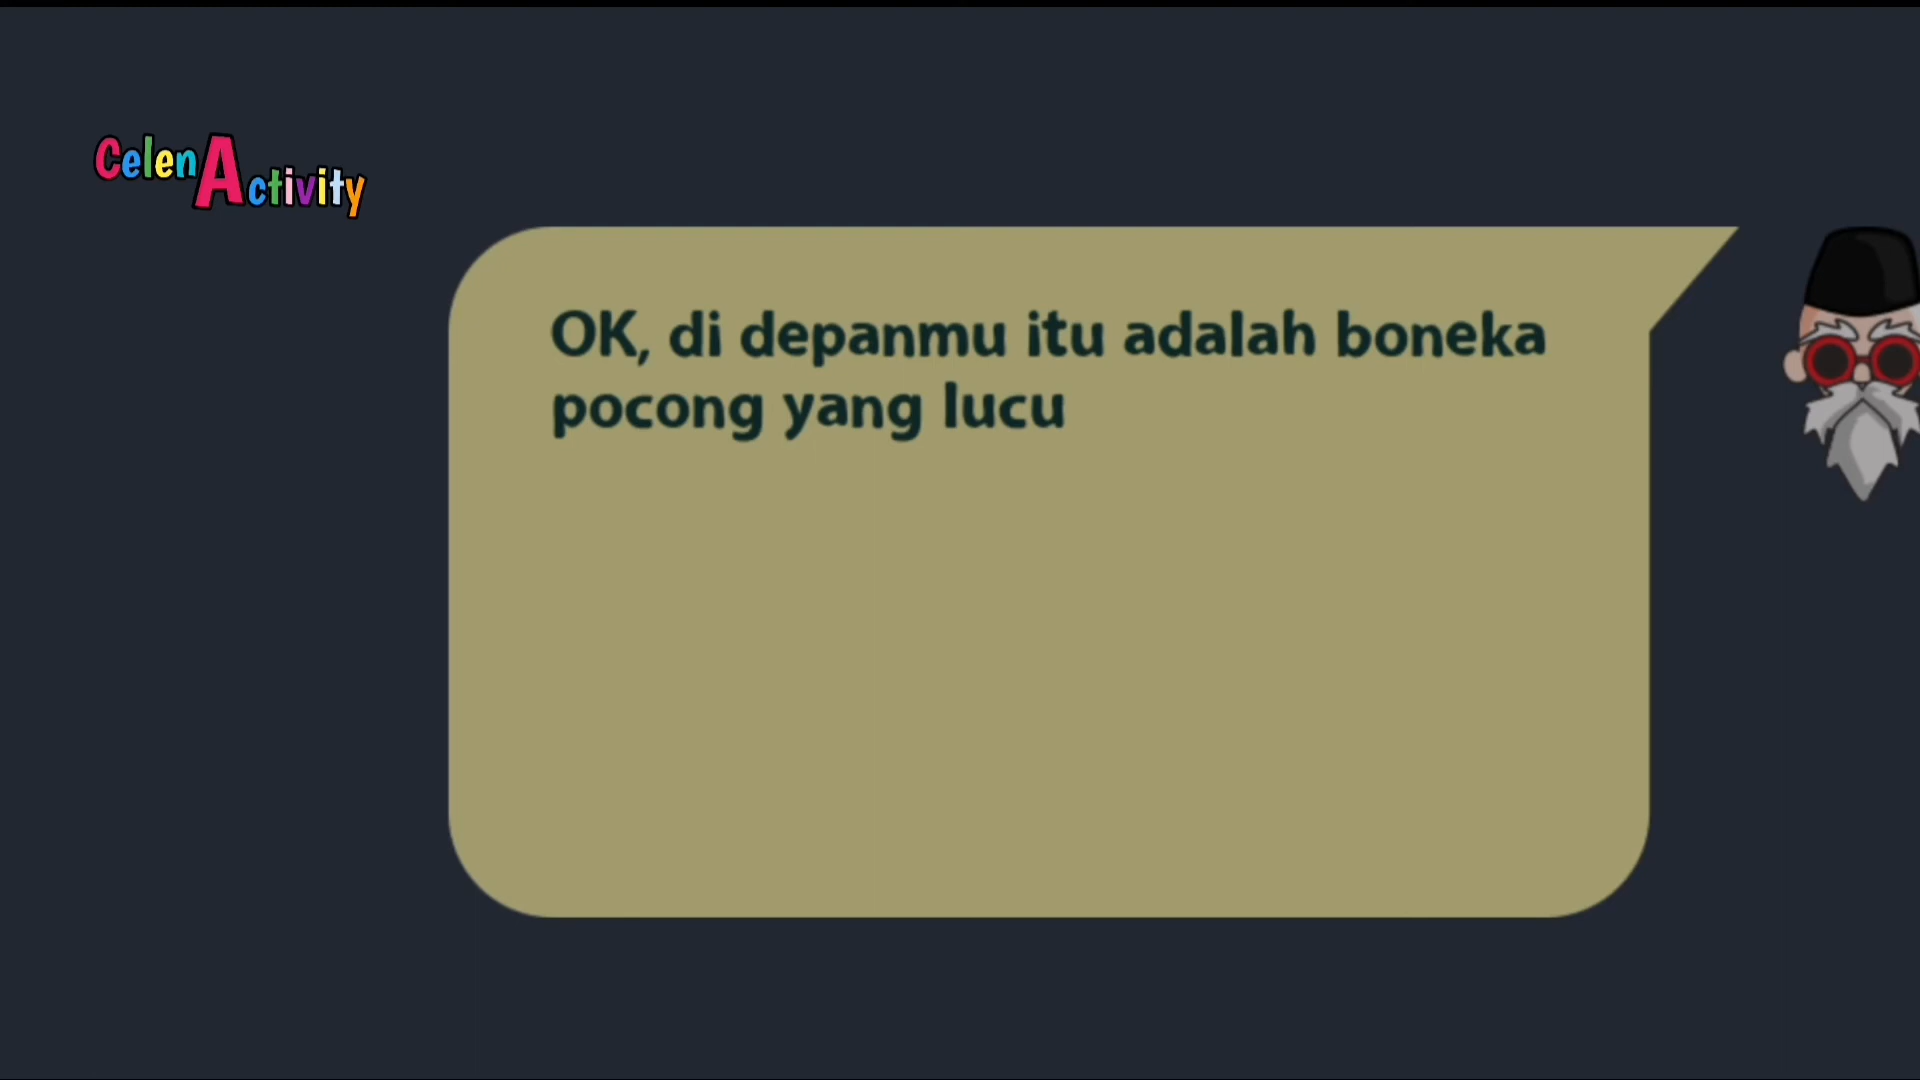 CelenActivity
OK, di depanmu itu adalah boneka
pocong yang lucu